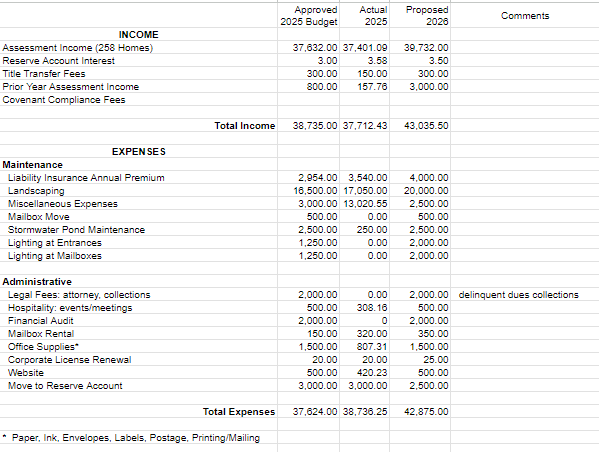 Approved Actual Proposed
2025 Budget 2025 2026 Comments
INCOME
Assessment Income (258 Homes) 37,632.00 37,401.09 39,732.00
Reserve Account Interest 3.00 3.58 3.50
Title Transfer Fees 300.00 150.00 300.00
Prior Year Assessment Income 800.00 157.76 3,000.00
Covenant Compliance Fees
Total Income 38,735.00 37,712.43 43,035.50
EXPENSES
Maintenance
Liability Insurance Annual Premium 2,954.00 3,540.00 4,000.00
Landscaping 16,500.00 17,050.00 20,000.00
Miscellaneous Expenses 3,000.00 13,020.55 2,500.00
Mailbox Move 500.00 0.00 500.00
Stormwater Pond Maintenance 2,500.00 250.00 2,500.00
Lighting at Entrances 1,250.00 0.00 2,000.00
Lighting at Mailboxes 1,250.00 0.00 2,000.00
Administrative
Legal Fees: attorney, collections 2,000.00 0.00 2,000.00 delinquent dues collections
Hospitality: events/meetings 500.00 308.16 500.00
Financial Audit 2,000.00 0 2,000.00
Mailbox Rental 150.00 320.00 350.00
Office Supplies* 1,500.00 807.31 1,500.00
Corporate License Renewal 20.00 20.00 25.00
Website 500.00 420.23 500.00
Move to Reserve Account 3,000.00 3,000.00 2,500.00
Total Expenses 37,624.00 38,736.25 42,875.00
* Paper, Ink, Envelopes, Labels, Postage, Printing/Mailing